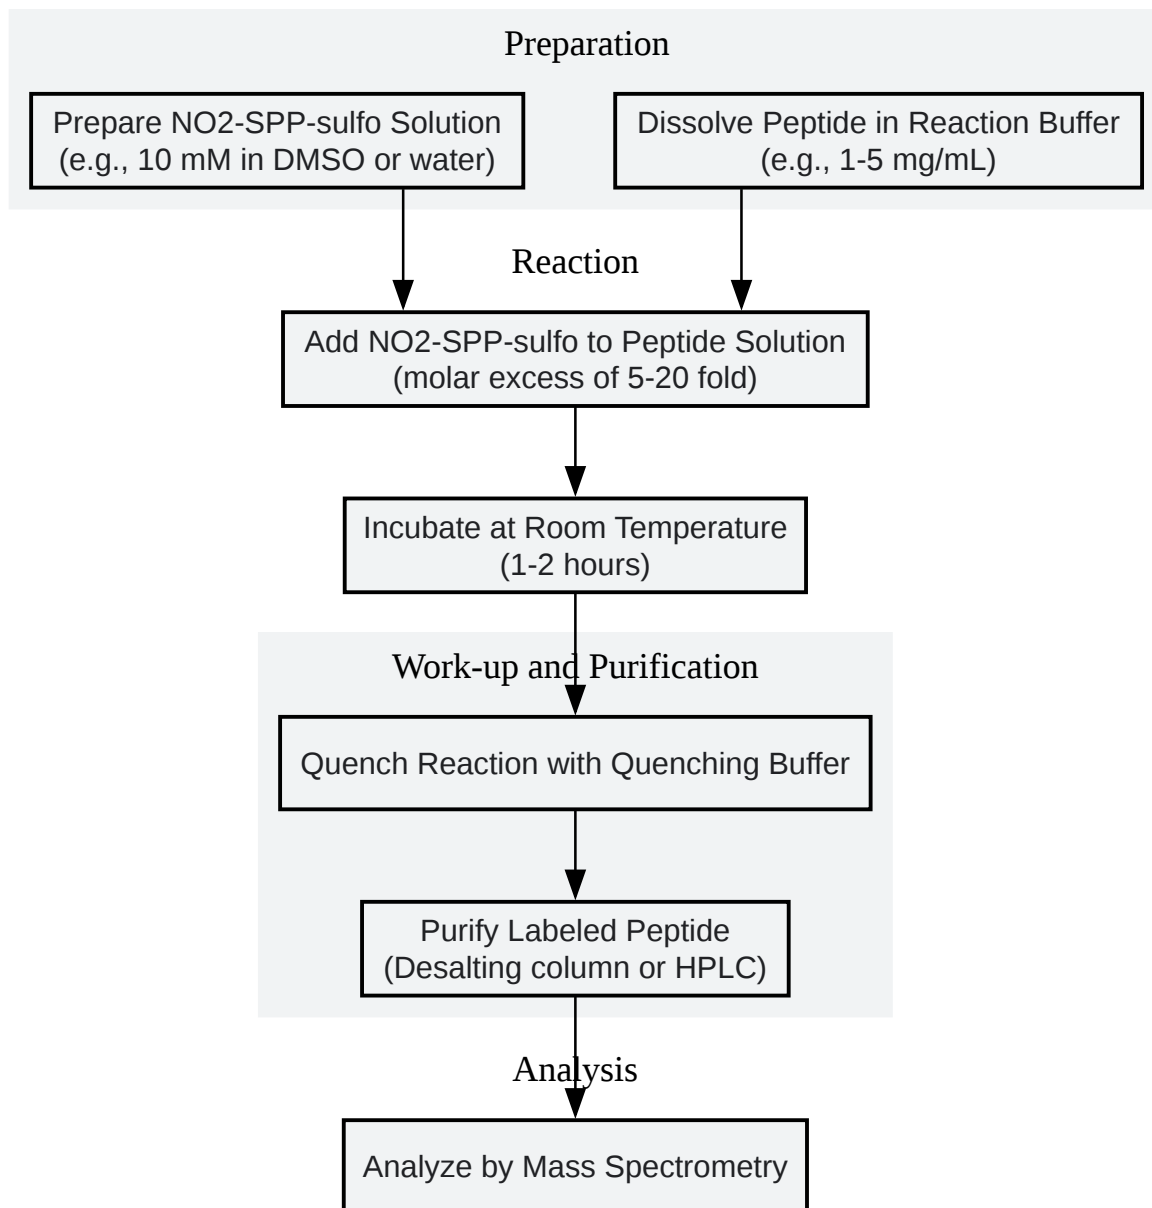 Preparation
Prepare NO2-SPP-sulfo Solution
(e.g., 10 mM in DMSO or water)
Dissolve Peptide in Reaction Buffer
(e.g., 1-5 mg/mL)
Reaction
Add NO2-SPP-sulfo to Peptide Solution
(molar excess of 5-20 fold)
Incubate at Room Temperature
(1-2 hours)
Work-up and Purification
Quench Reaction with Quenching Buffer
Purify Labeled Peptide
(Desalting column or HPLC)
Analysis
Analyze by Mass Spectrometry